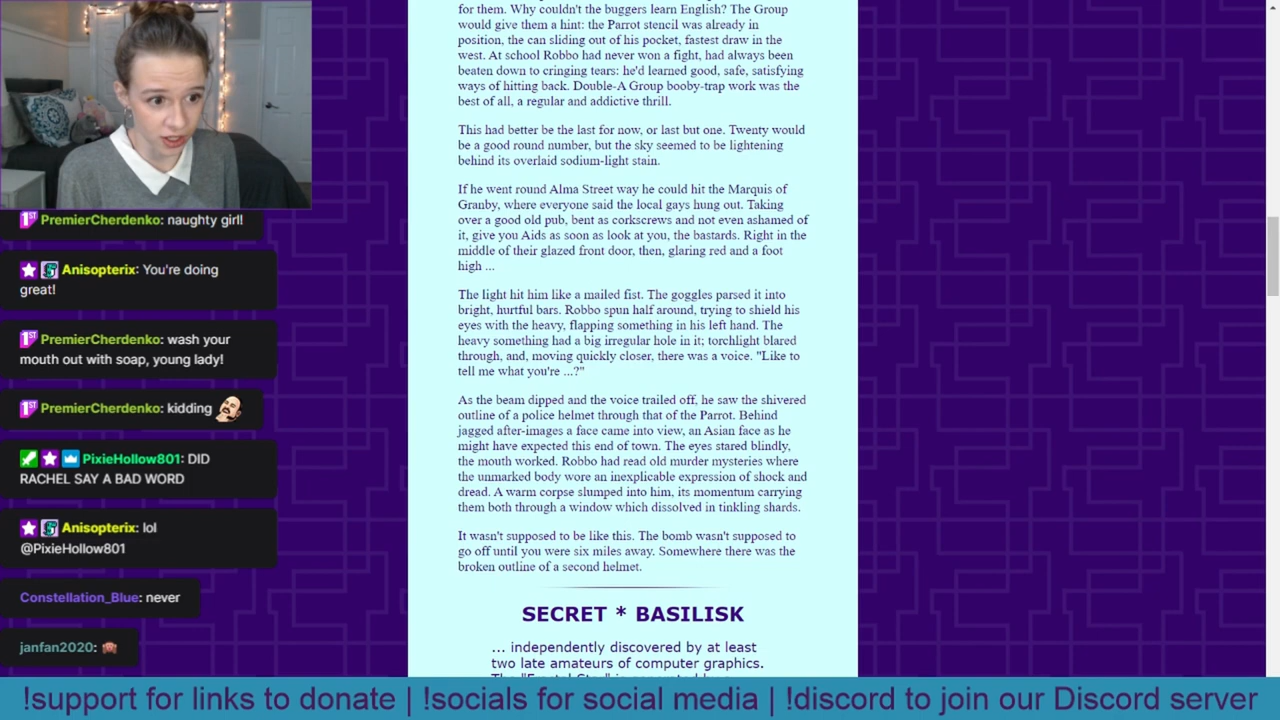 PremierCherdenko: naughty girl!
Anisopterix: You're doing
great!
PremierCherdenko: wash your
mouth out with soap, young lady!
PremierCherdenko: kidding
PixieHollow801: DID
RACHEL SAY A BAD WORD
Anisopterix: lol
@PixieHollow801
Constellation_Blue: never
janfan2020:
for them. Why couldn't the buggers learn English? The Group
would give them a hint: the Parrot stencil was already in
position, the can sliding out of his pocket, fastest draw in the
west. At school Robbo had never won a fight, had always been
beaten down to cringing tears: he'd learned good, safe, satisfying
ways of hitting back. Double-A Group booby-trap work was the
best of all, a regular and addictive thrill.
This had better be the last for now, or last but one. Twenty would
be a good round number, but the sky seemed to be lightening
behind its overlaid sodium-light stain.
If he went round Alma Street way he could hit the Marquis of
Granby, where everyone said the local gays hung out. Taking
over a good old pub, bent as corkscrews and not even ashamed of
it, give you Aids as soon as look at you, the bastards. Right in the
middle of their glazed front door, then, glaring red and a foot
high ...
The light hit him like a mailed fist. The goggles parsed it into
bright, hurtful bars. Robbo spun half around, trying to shield his
eyes with the heavy, flapping something in his left hand. The
heavy something had a big irregular hole in it; torchlight blared
through, and, moving quickly closer, there was a voice. "Like to
tell me what you're ...?"
As the beam dipped and the voice trailed off, he saw the shivered
outline of a police helmet through that of the Parrot. Behind
jagged after-images a face came into view, an Asian face as he
might have expected this end of town. The eyes stared blindly,
the mouth worked. Robbo had read old murder mysteries where
the unmarked body wore an inexplicable expression of shock and
dread. A warm corpse slumped into him, its momentum carrying
them both through a window which dissolved in tinkling shards.
It wasn't supposed to be like this. The bomb wasn't supposed to
go off until you were six miles away. Somewhere there was the
broken outline of a second helmet.
SECRET * BASILISK
... independently discovered by at least
two late amateurs of computer graphics.
!support for links to donate | !socials for social media | !discord to join our Discord server